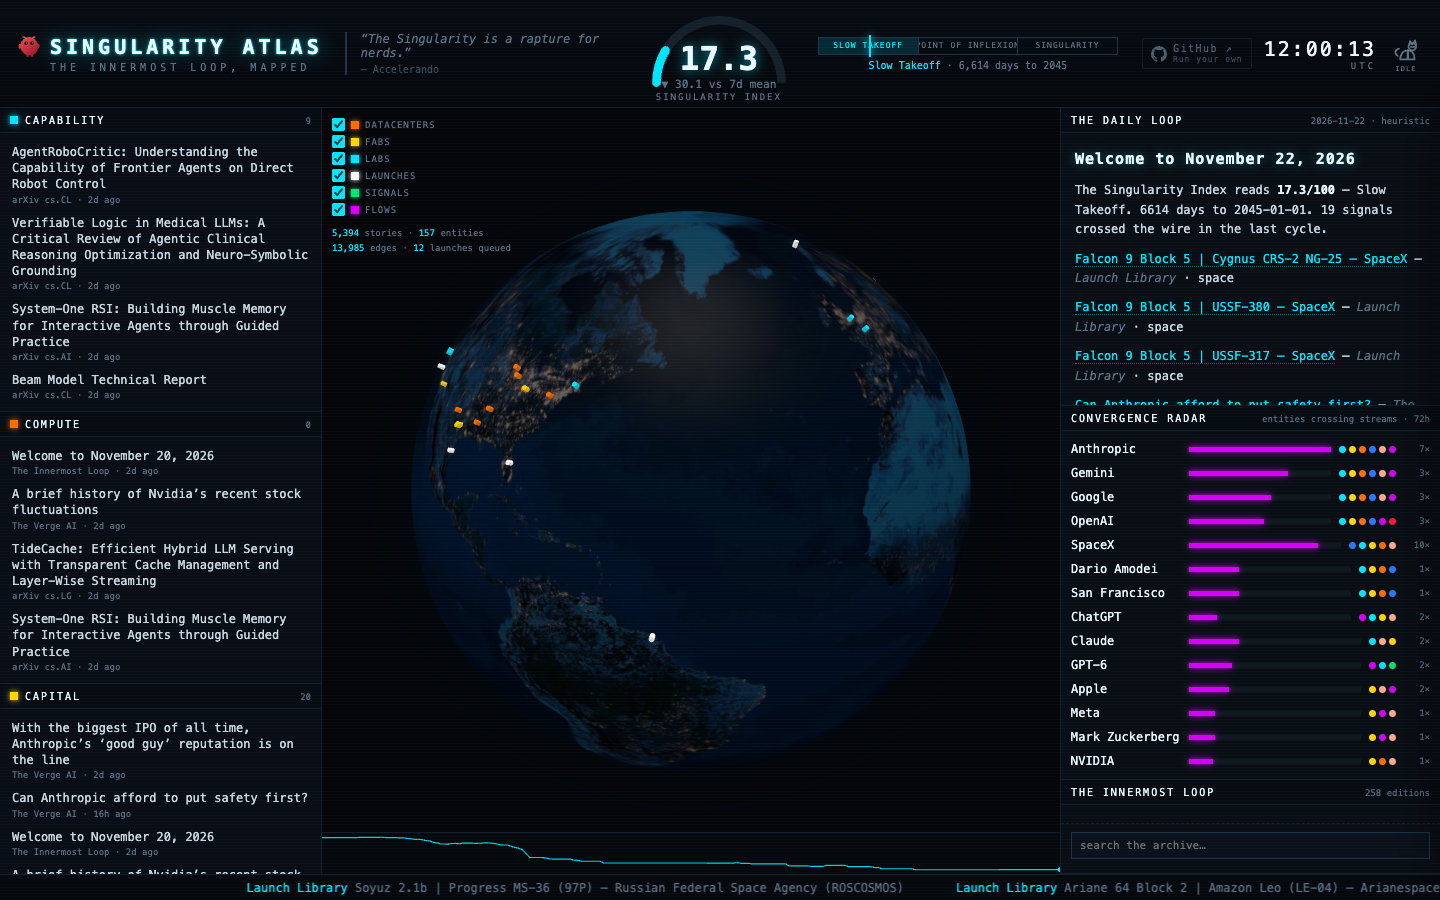 SINGULARITY ATLAS
THE INNERMOST LOOP, MAPPED
“The Singularity is a rapture for
nerds.”
— Accelerando
17.3
▼ 30.1 vs 7d mean
SINGULARITY INDEX
SLOW TAKEOFF
POINT OF INFLEXION
SINGULARITY
Slow Takeoff · 6,614 days to 2045
GitHub ↗
Run your own
12:00:13
UTC
IDLE
CAPABILITY 9
AgentRoboCritic: Understanding the
Capability of Frontier Agents on Direct
Robot Control
arXiv cs.CL · 2d ago
Verifiable Logic in Medical LLMs: A
Critical Review of Agentic Clinical
Reasoning Optimization and Neuro-Symbolic
Grounding
arXiv cs.CL · 2d ago
System-One RSI: Building Muscle Memory
for Interactive Agents through Guided
Practice
arXiv cs.AI · 2d ago
Beam Model Technical Report
arXiv cs.CL · 2d ago
COMPUTE 0
Welcome to November 20, 2026
The Innermost Loop · 2d ago
A brief history of Nvidia’s recent stock
fluctuations
The Verge AI · 2d ago
TideCache: Efficient Hybrid LLM Serving
with Transparent Cache Management and
Layer-Wise Streaming
arXiv cs.LG · 2d ago
System-One RSI: Building Muscle Memory
for Interactive Agents through Guided
Practice
arXiv cs.AI · 2d ago
CAPITAL 20
With the biggest IPO of all time,
Anthropic’s ‘good guy’ reputation is on
the line
The Verge AI · 2d ago
Can Anthropic afford to put safety first?
The Verge AI · 16h ago
Welcome to November 20, 2026
The Innermost Loop · 2d ago
A brief history of Nvidia’s recent stock
DATACENTERS
FABS
LABS
LAUNCHES
SIGNALS
FLOWS
5,394 stories · 157 entities
13,985 edges · 12 launches queued
THE DAILY LOOP 2026-11-22 · heuristic
Welcome to November 22, 2026
The Singularity Index reads 17.3/100 — Slow
Takeoff. 6614 days to 2045-01-01. 19 signals
crossed the wire in the last cycle.
Falcon 9 Block 5 | Cygnus CRS-2 NG-25 — SpaceX —
Launch Library · space
Falcon 9 Block 5 | USSF-380 — SpaceX — Launch
Library · space
Falcon 9 Block 5 | USSF-317 — SpaceX — Launch
Library · space
Can Anthropic afford to put safety first? — The
CONVERGENCE RADAR entities crossing streams · 72h
Anthropic 7×
Gemini 3×
Google 3×
OpenAI 3×
SpaceX 10×
Dario Amodei 1×
San Francisco 1×
ChatGPT 2×
Claude 2×
GPT-6 2×
Apple 2×
Meta 1×
Mark Zuckerberg 1×
NVIDIA 1×
THE INNERMOST LOOP 258 editions
search the archive…
Launch Library Soyuz 2.1b | Progress MS-36 (97P) — Russian Federal Space Agency (ROSCOSMOS) Launch Library Ariane 64 Block 2 | Amazon Leo (LE-04) — Arianespace